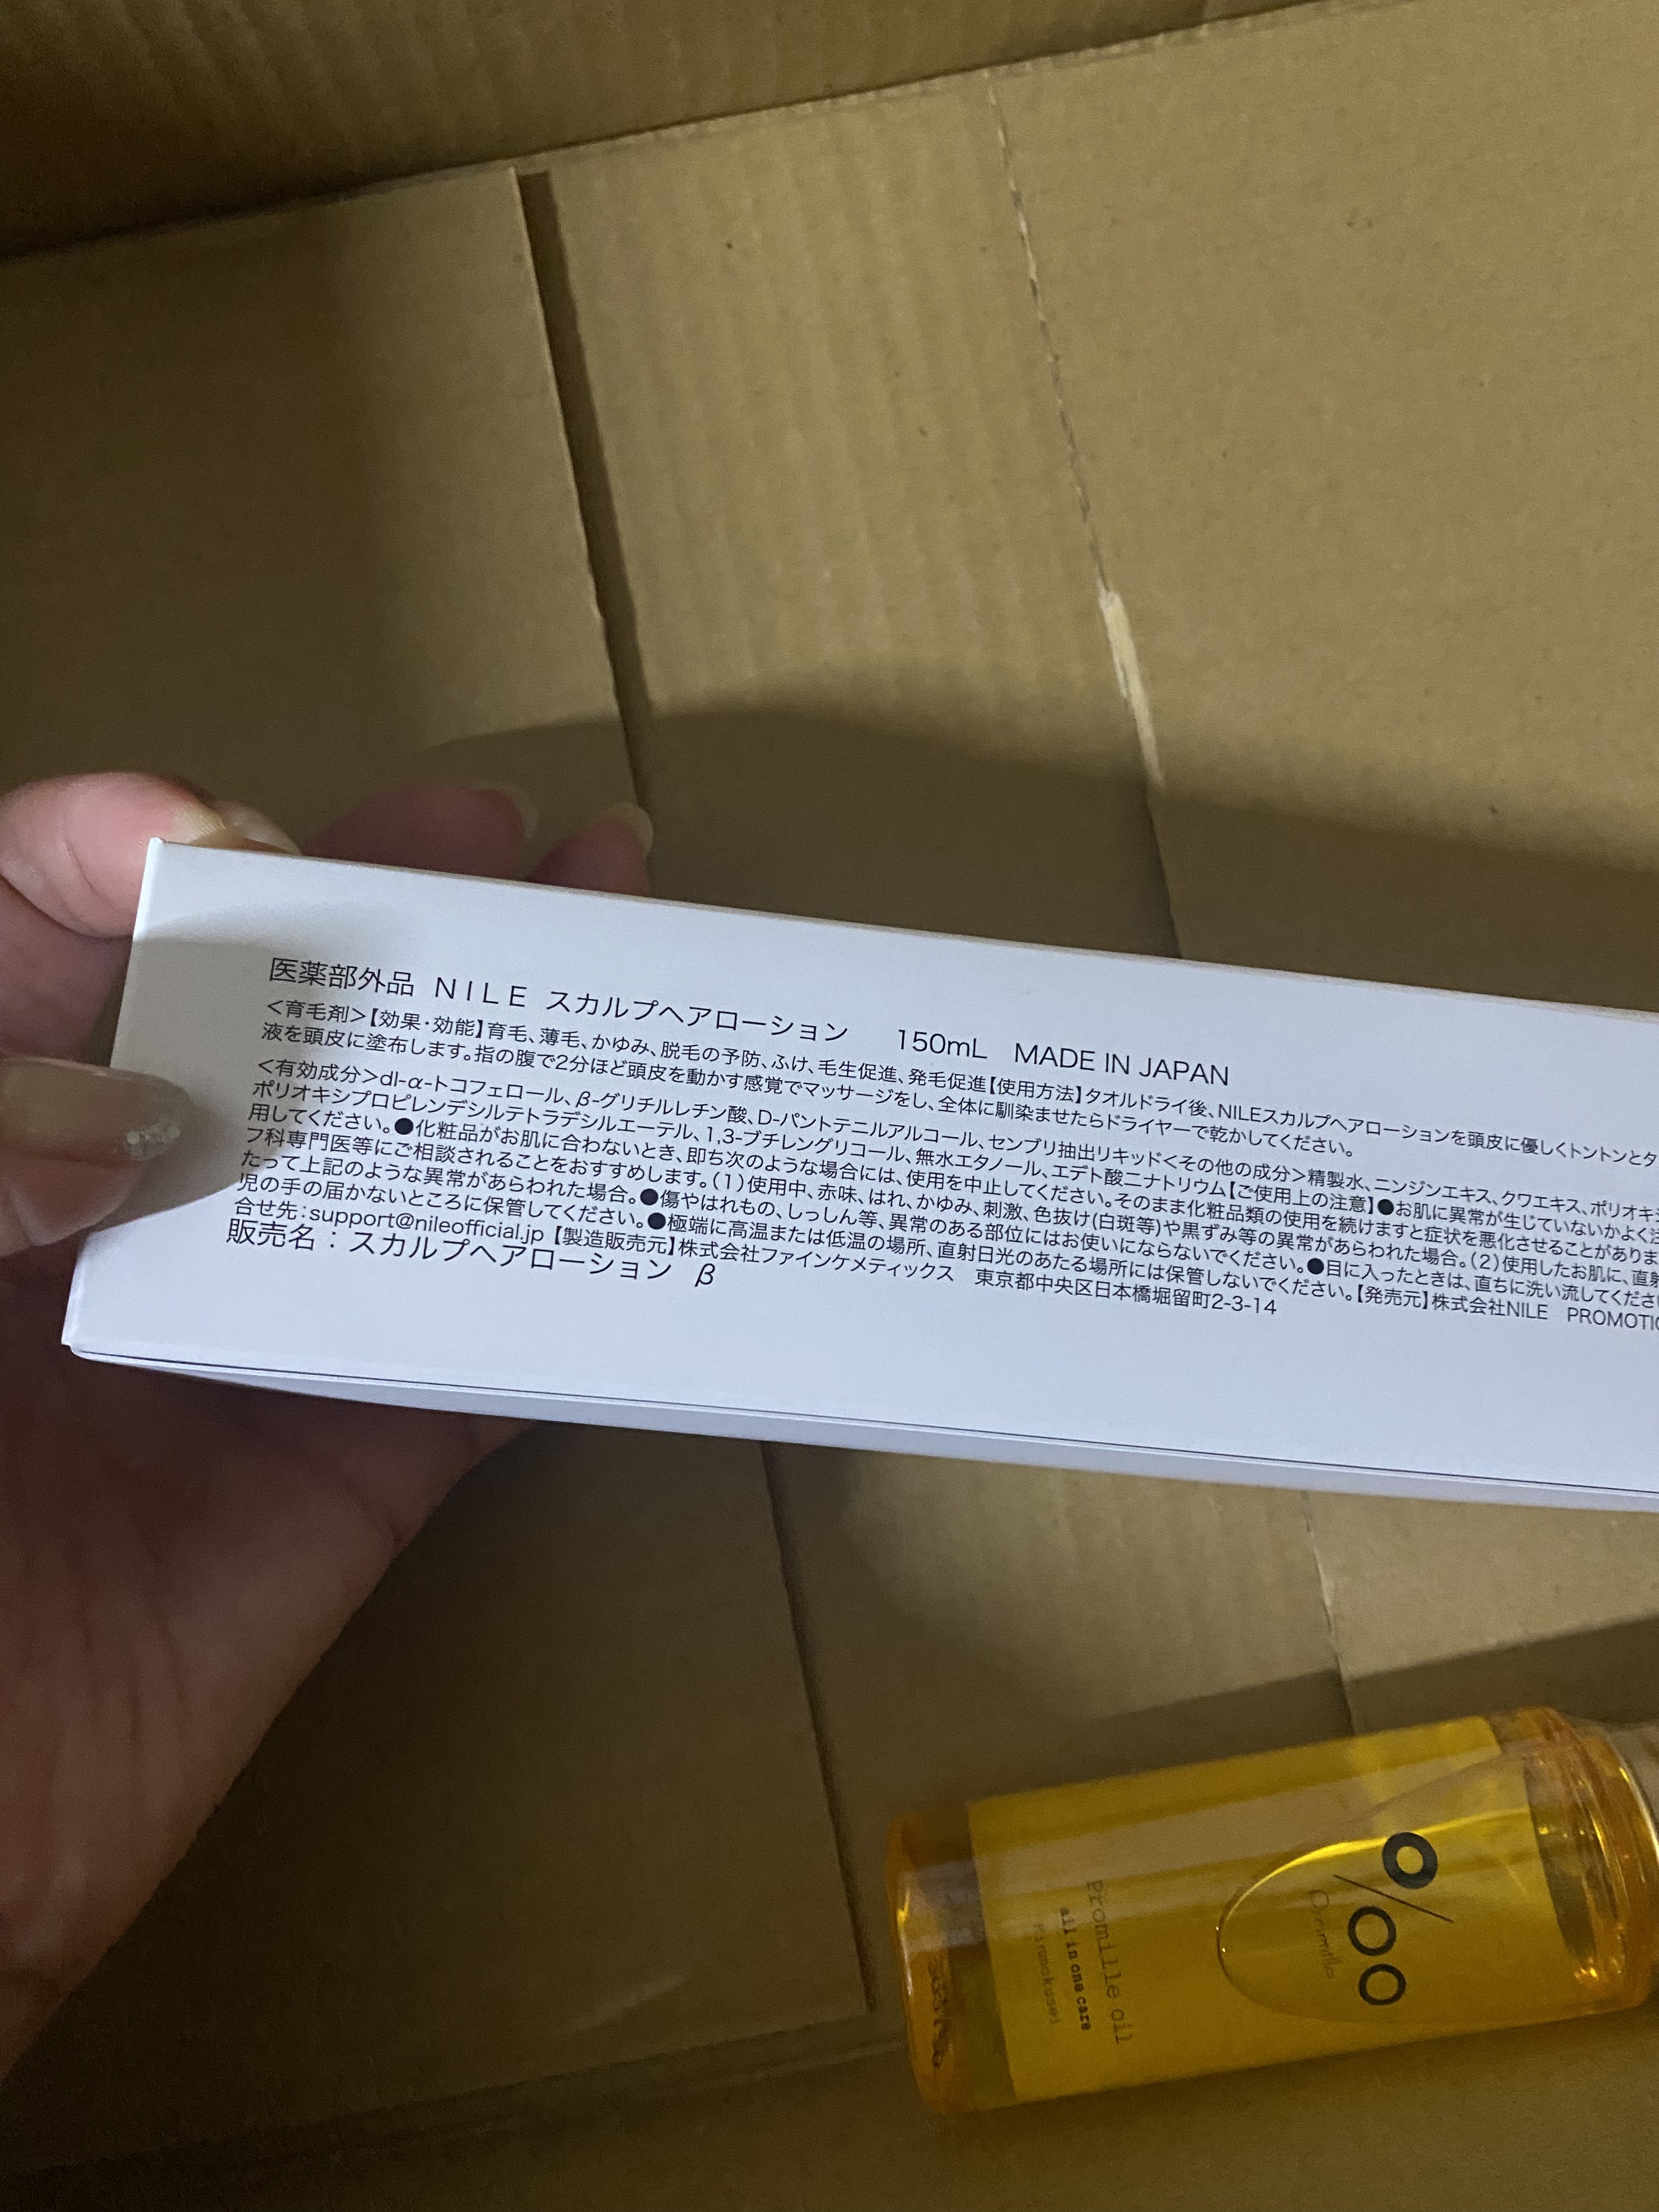 医薬部外品 NILE スカルプヘアローション 150mL MADE IN JAPAN
<育毛剤>【効果・効能】育毛、薄毛、かゆみ、脱毛の予防、ふけ、毛生促進、発毛促進【使用方法】タオルドライ後、NILEスカルプヘアローションを頭皮に優しくトントンとタ
液を頭皮に塗布します。指の腹で2分ほど頭皮を動かす感覚でマッサージをし、全体に馴染ませたらドライヤーで乾かしてください。
<有効成分>dl-α-トコフェロール、β-グリチルレチン酸、D-パントテニルアルコール、センブリ抽出リキッド<その他の成分>精製水、ニンジンエキス、クワエキス、ポリオキシ
ポリオキシプロピレンデシルテトラデシルエーテル、1,3-ブチレングリコール、無水エタノール、エデト酸二ナトリウム【ご使用上の注意】●お肌に異常が生じていないかよく注
用してください。●化粧品がお肌に合わないとき、即ち次のような場合には、使用を中止してください。そのまま化粧品類の使用を続けますと症状を悪化させることがありま
フ科専門医等にご相談されることをおすすめします。(1)使用中、赤味、はれ、かゆみ、刺激、色抜け(白斑等)や黒ずみ等の異常があらわれた場合。(2)使用したお肌に、直射
たって上記のような異常があらわれた場合。●傷やはれもの、しっしん等、異常のある部位にはお使いにならないでください。●目に入ったときは、直ちに洗い流してくださ
児の手の届かないところに保管してください。●極端に高温または低温の場所、直射日光のあたる場所には保管しないでください。【発売元】株式会社NILE PROMOTIO
合せ先:support@nileofficial.jp【製造販売元】株式会社ファインケメティックス 東京都中央区日本橋堀留町2-3-14
販売名：スカルプヘアローション β
‰
Promille
Promille oil
all in one care
Kinmokusei